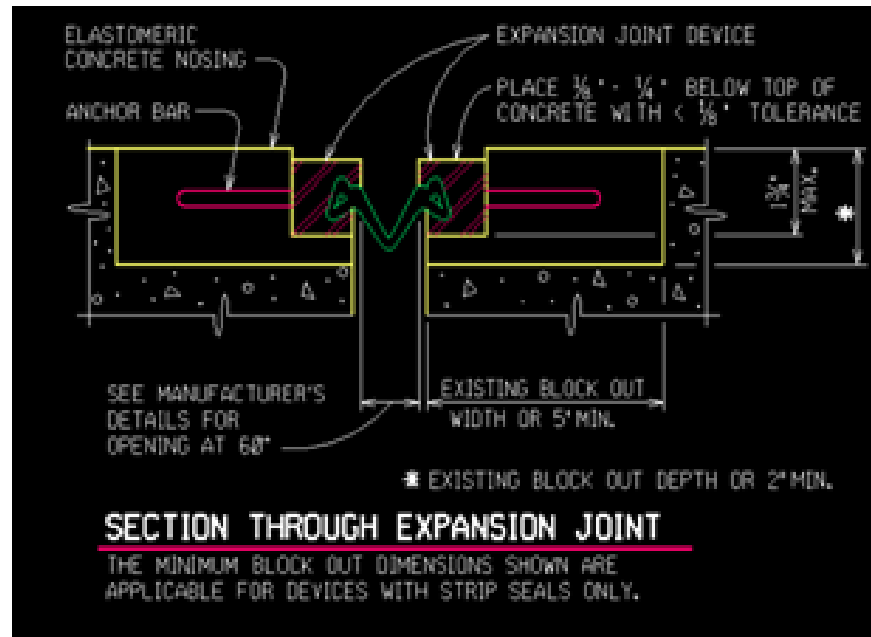 ELASTOMERIC
CONCRETE NOSING
EXPANSION JOINT DEVICE
ANCHOR BAR
PLACE ⅛" - ¼" BELOW TOP OF
CONCRETE WITH < ⅛" TOLERANCE
1¾"
MAX.
*
SEE MANUFACTURER'S
DETAILS FOR
OPENING AT 60°
EXISTING BLOCK OUT
WIDTH OR 5" MIN.
* EXISTING BLOCK OUT DEPTH OR 2" MIN.
SECTION THROUGH EXPANSION JOINT
THE MINIMUM BLOCK OUT DIMENSIONS SHOWN ARE
APPLICABLE FOR DEVICES WITH STRIP SEALS ONLY.